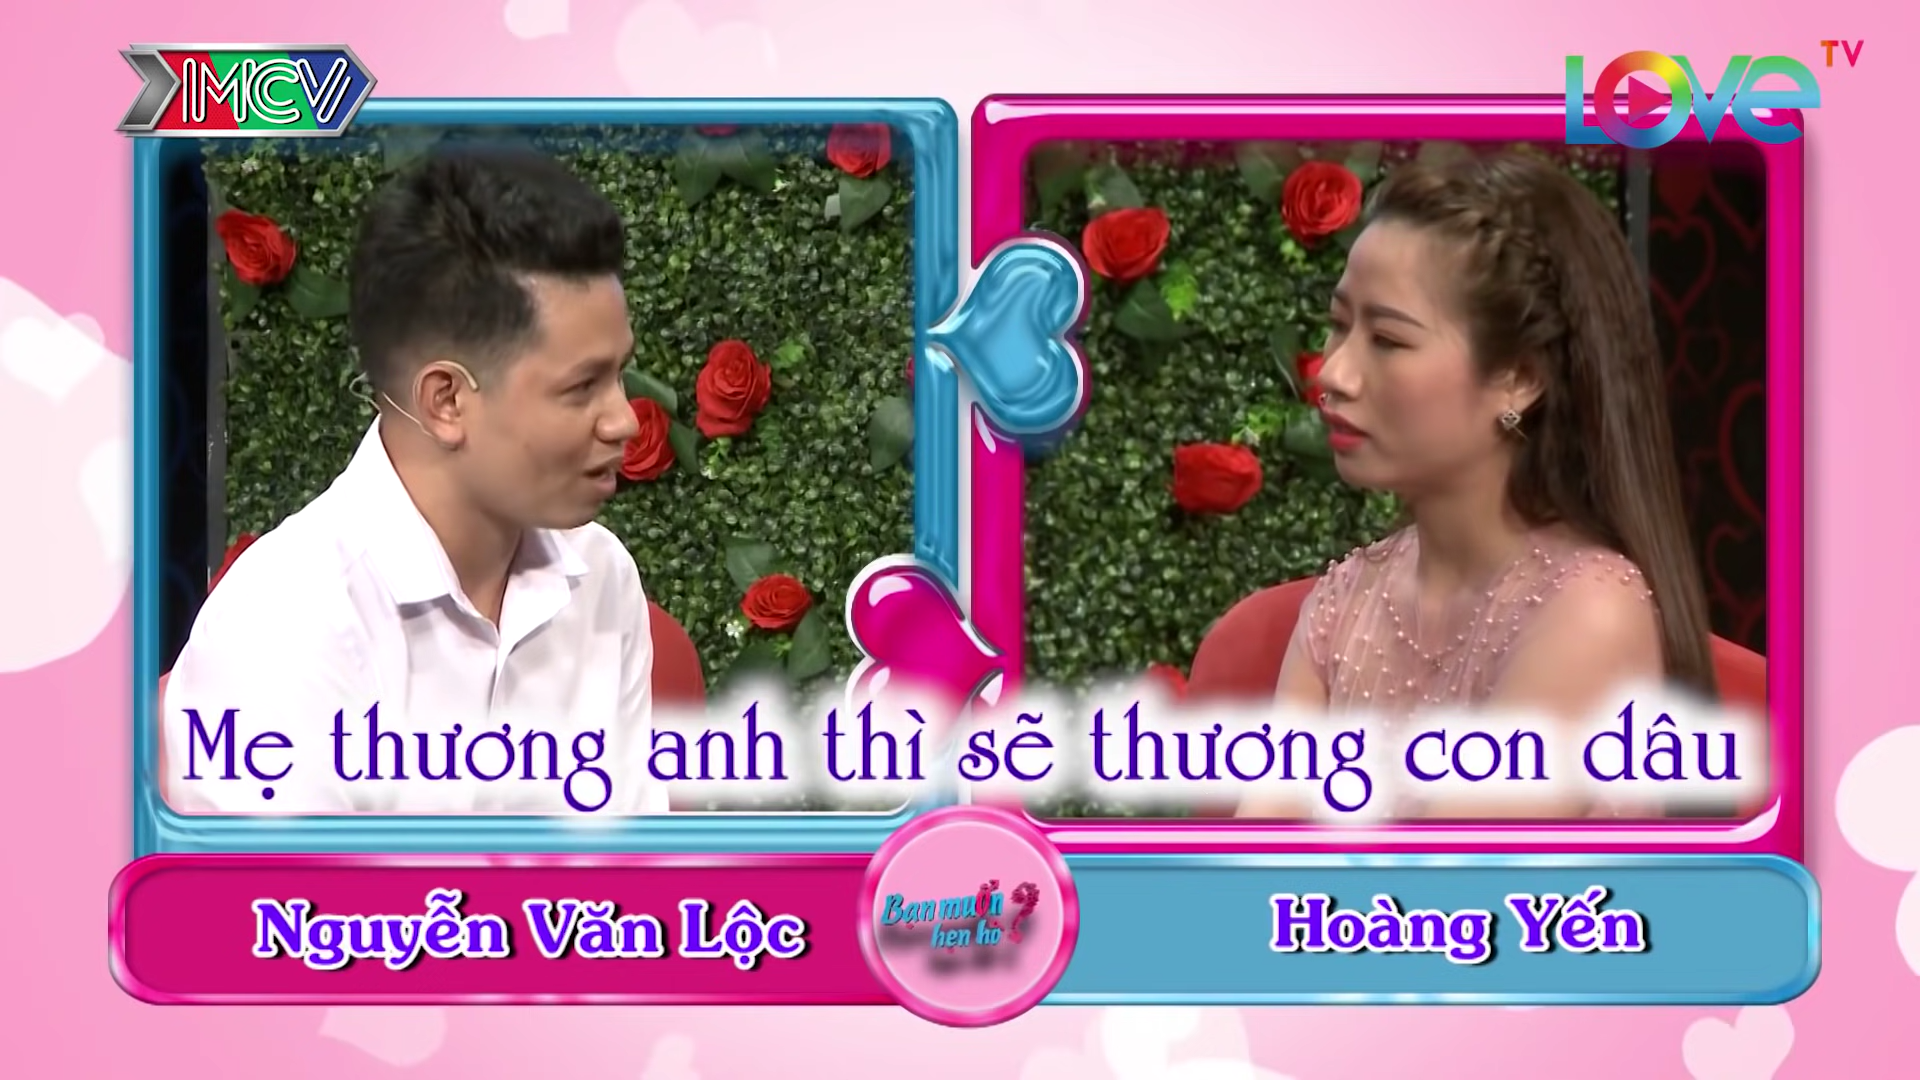 MCV
LOVE TV
Mẹ thương anh thì sẽ thương con dâu
Nguyễn Văn Lộc
Bạn muốn
hẹn hò
Hoàng Yến